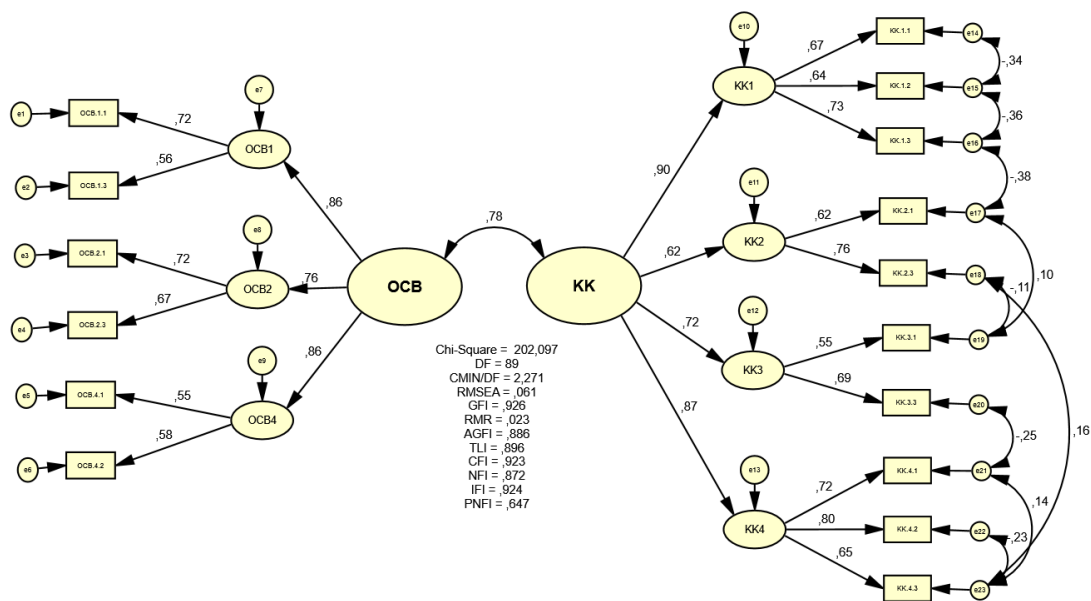 e10
e14
KK.1.1
,67
-,34
e7
KK1
,64
KK.1.2
e15
e1
OCB.1.1
,73
-,36
,72
KK.1.3
e16
OCB1
,90
-,38
e2
OCB.1.3
,56
e11
,86
,62
KK.2.1
e17
,78
e8
KK2
e3
OCB.2.1
,62
,76
,72
KK.2.3
e18
,10
OCB2
,76
OCB
KK
-,11
e4
OCB.2.3
,67
e12
,72
,55
KK.3.1
e19
Chi-Square = 202,097
DF = 89
CMIN/DF = 2,271
RMSEA = ,061
GFI = ,926
RMR = ,023
AGFI = ,886
TLI = ,896
CFI = ,923
NFI = ,872
IFI = ,924
PNFI = ,647
e9
,86
KK3
,69
e5
OCB.4.1
,55
KK.3.3
e20
,87
OCB4
,16
-,25
e6
OCB.4.2
,58
e13
KK.4.1
e21
,72
,14
KK4
,80
KK.4.2
e22
-,23
,65
KK.4.3
e23